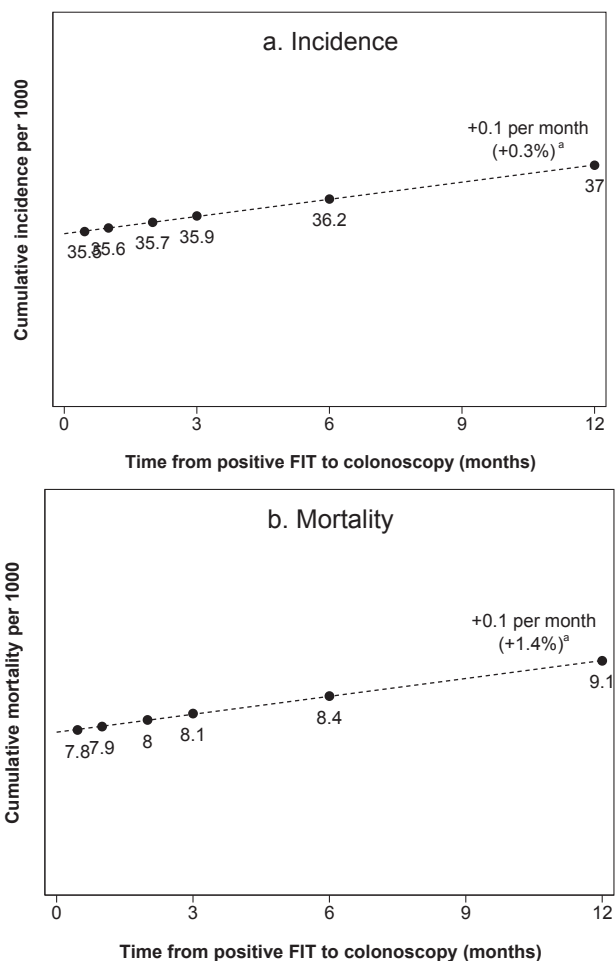 a. Incidence
Cumulative incidence per 1000
+0.1 per month
(+0.3%) a
35.5 35.6 35.7 35.9 36.2 37
0 3 6 9 12
Time from positive FIT to colonoscopy (months)
b. Mortality
Cumulative mortality per 1000
+0.1 per month
(+1.4%) a
7.8 7.9 8 8.1 8.4 9.1
0 3 6 9 12
Time from positive FIT to colonoscopy (months)